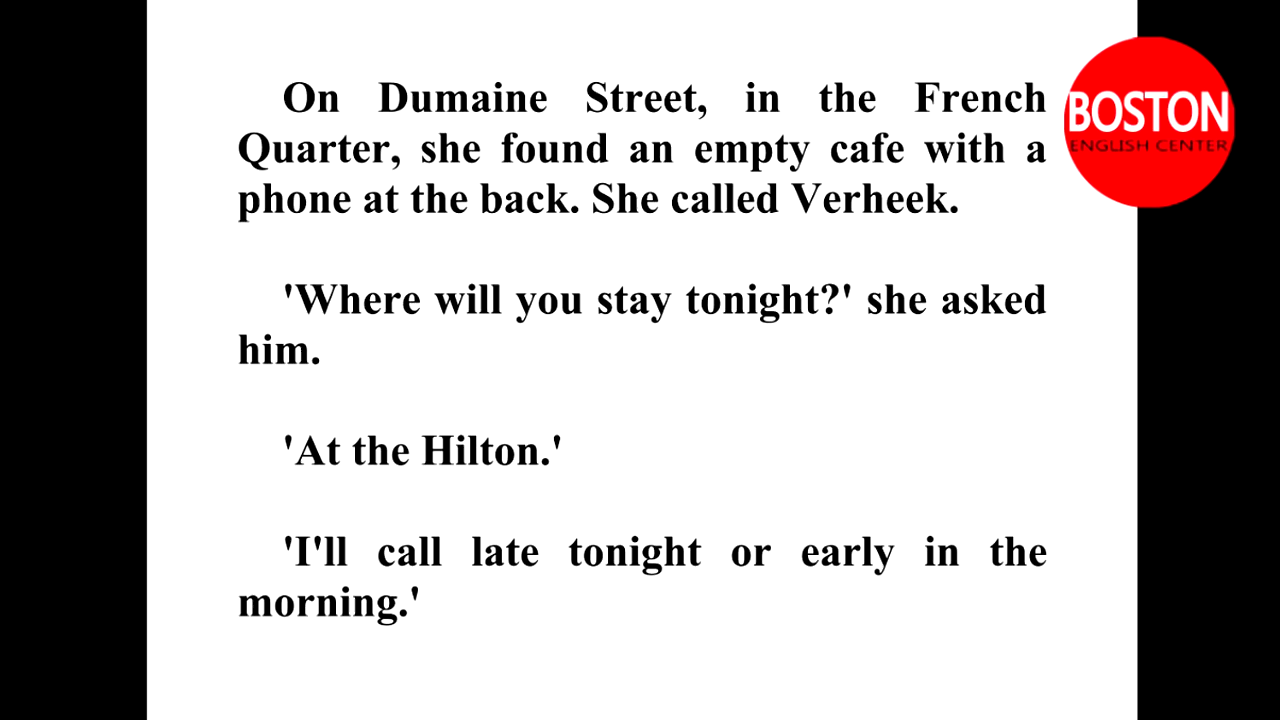 On Dumaine Street, in the French
Quarter, she found an empty cafe with a
phone at the back. She called Verheek.
'Where will you stay tonight?' she asked
him.
'At the Hilton.'
'I'll call late tonight or early in the
morning.'
BOSTON
ENGLISH CENTER